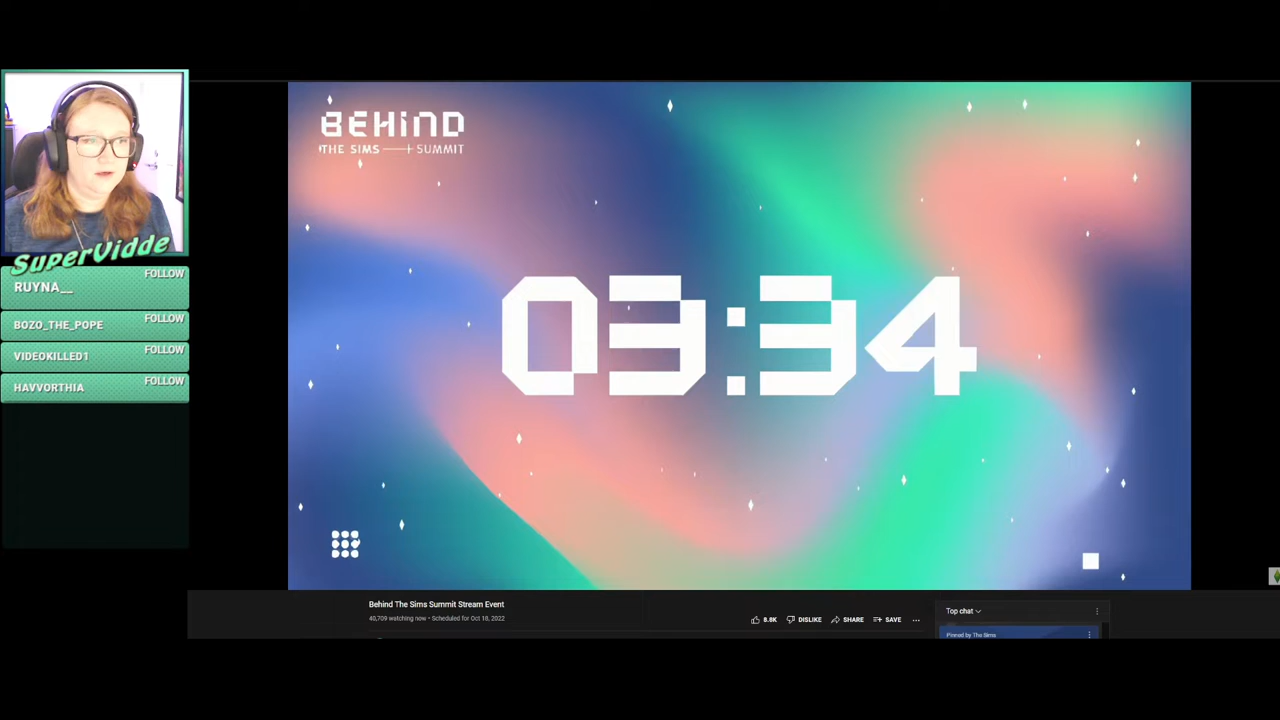 SuperVidde
FOLLOW
RUYNA__
FOLLOW
BOZO_THE_POPE
FOLLOW
VIDEOKILLED1
FOLLOW
HAVVORTHIA
BEHiND
THE SIMS SUMMIT
03:34
Behind The Sims Summit Stream Event
40,709 watching now • Scheduled for Oct 18, 2022
8.8K DISLIKE SHARE SAVE ...
Top chat
Pinned by The Sims